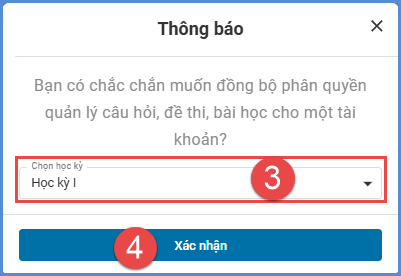 Thông báo
Bạn có chắc chắn muốn đồng bộ phân quyền
quản lý câu hỏi, đề thi, bài học cho một tài
khoản?
Chọn học kỳ
Học kỳ I
3
4
Xác nhận